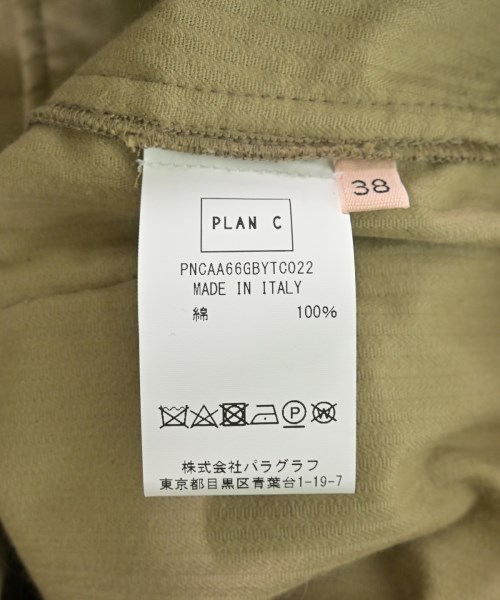 38
PLAN C
PNCAA66GBYTC022
MADE IN ITALY
綿 100%
株式会社パラグラフ
東京都目黒区青葉台1-19-7